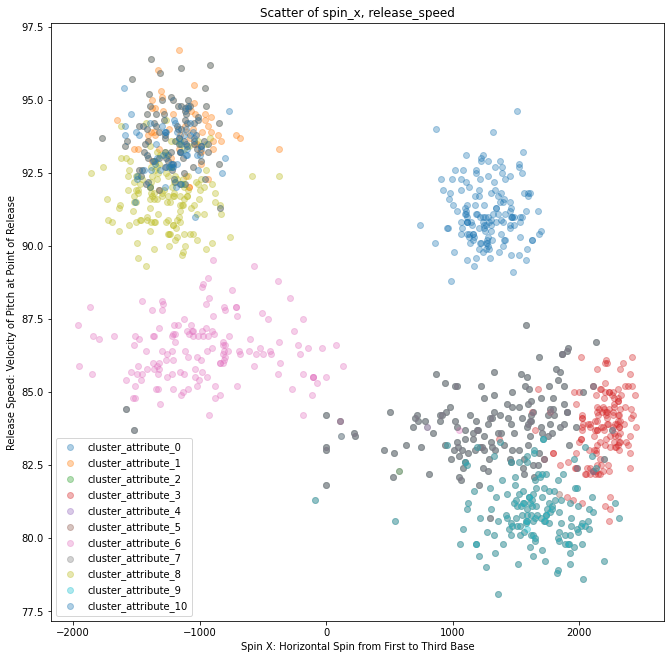 Scatter of spin_x, release_speed
97.5
95.0
92.5
90.0
87.5
85.0
82.5
80.0
77.5
Release Speed: Velocity of Pitch at Point of Release
cluster_attribute_0
cluster_attribute_1
cluster_attribute_2
cluster_attribute_3
cluster_attribute_4
cluster_attribute_5
cluster_attribute_6
cluster_attribute_7
cluster_attribute_8
cluster_attribute_9
cluster_attribute_10
−2000 −1000 0 1000 2000
Spin X: Horizontal Spin from First to Third Base